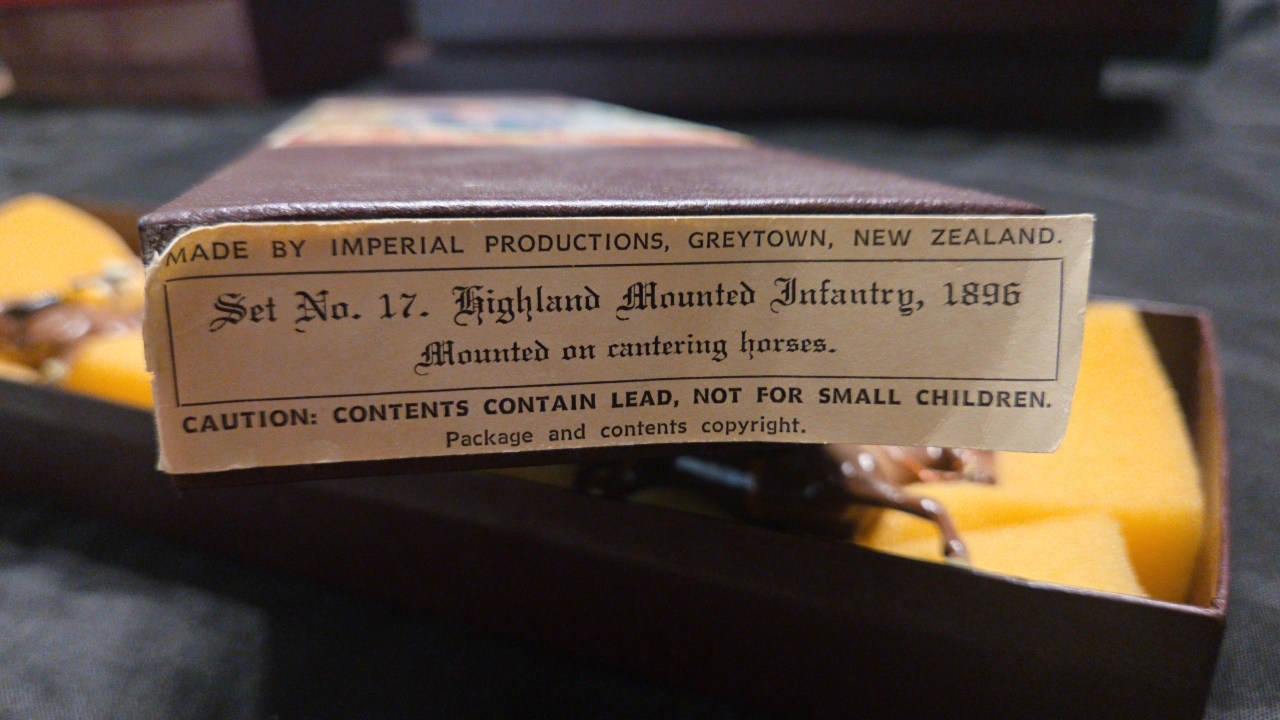 MADE BY IMPERIAL PRODUCTIONS, GREYTOWN, NEW ZEALAND.
Set No. 17. Highland Mounted Infantry, 1896
Mounted on cantering horses.
CAUTION: CONTENTS CONTAIN LEAD, NOT FOR SMALL CHILDREN.
Package and contents copyright.